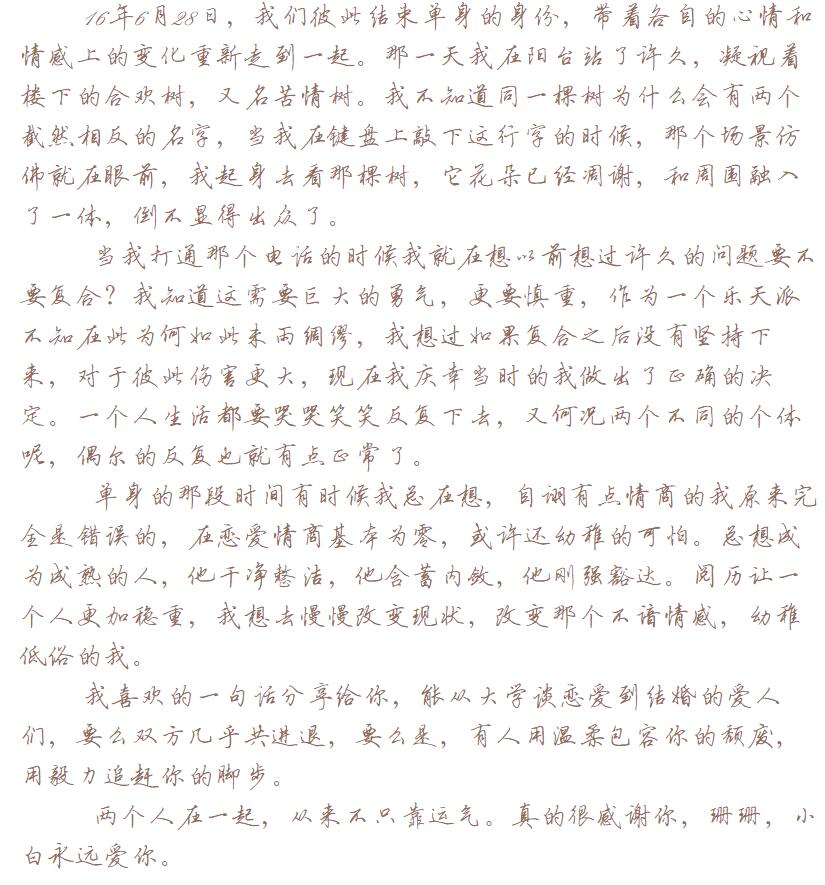 16年6月28日，我们彼此结束单身的身份，带着各自的心情和
情感上的变化重新走到一起。那一天我在阳台站了许久，凝视着
楼下的合欢树，又名苦情树。我不知道同一棵树为什么会有两个
截然相反的名字，当我在键盘上敲下这行字的时候，那个场景仿
佛就在眼前，我起身去看那棵树，它花朵已经凋谢，和周围融入
了一体，倒不显得出众了。
当我打通那个电话的时候我就在想以前想过许久的问题要不
要复合？我知道这需要巨大的勇气，更要慎重，作为一个乐天派
不知在此为何如此未雨绸缪，我想过如果复合之后没有坚持下
来，对于彼此伤害更大，现在我庆幸当时的我做出了正确的决
定。一个人生活都要哭哭笑笑反复下去，又何况两个不同的个体
呢，偶尔的反复也就有点正常了。
单身的那段时间有时候我总在想，自诩有点情商的我原来完
全是错误的，在恋爱情商基本为零，或许还幼稚的可怕。总想成
为成熟的人，他干净整洁，他含蓄内敛，他刚强豁达。阅历让一
个人更加稳重，我想去慢慢改变现状，改变那个不谙情感，幼稚
低俗的我。
我喜欢的一句话分享给你，能从大学谈恋爱到结婚的爱人
们，要么双方几乎共进退，要么是，有人用温柔包容你的颓废，
用毅力追赶你的脚步。
两个人在一起，从来不只靠运气。真的很感谢你，珊珊，小
白永远爱你。